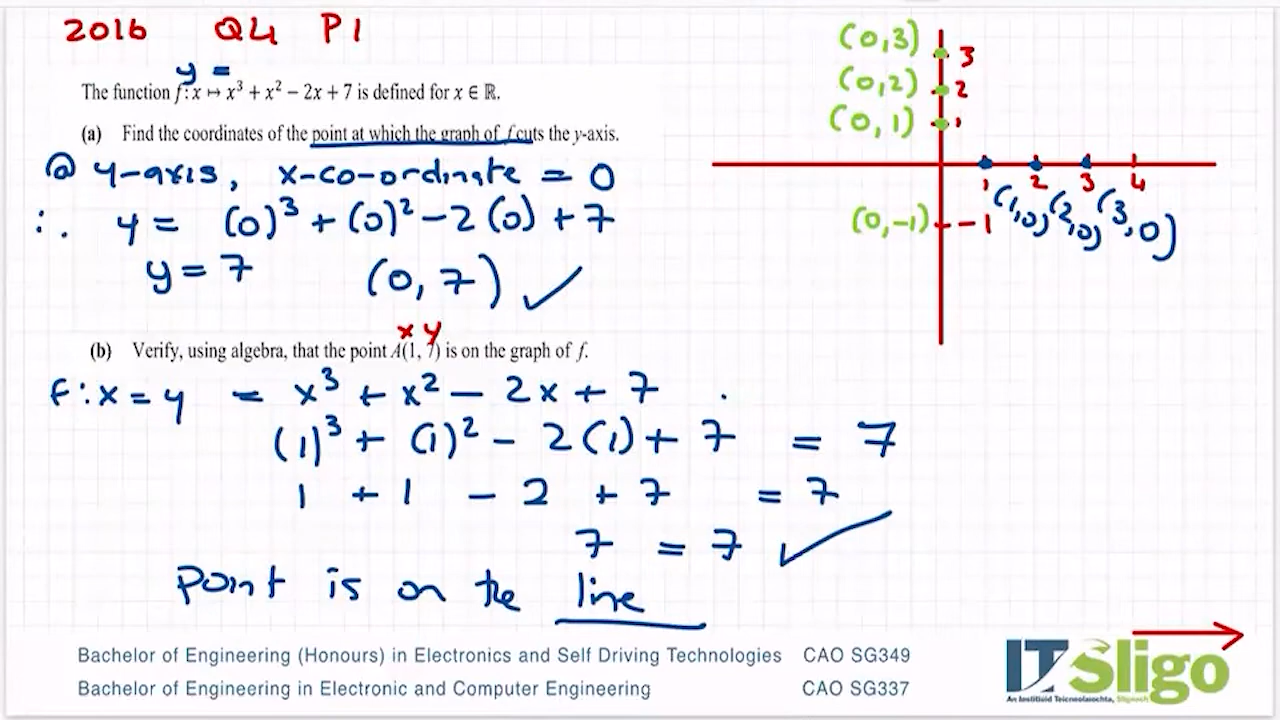 2016 Q4 P1
y =
The function f : x ↦ x³ + x² − 2x + 7 is defined for x ∈ ℝ.
(a) Find the coordinates of the point at which the graph of f cuts the y-axis.
@ y-axis, x-co-ordinate = 0
∴ y = (0)³ + (0)² − 2(0) + 7
y = 7 (0, 7) ✓
x y
(b) Verify, using algebra, that the point A(1, 7) is on the graph of f.
f : x = y = x³ + x² − 2x + 7
(1)³ + (1)² − 2(1) + 7 = 7
1 + 1 − 2 + 7 = 7
7 = 7 ✓
Point is on the line
(0,3) 3
(0,2) 2
(0,1) 1
1 2 3 4
(0,-1) -1 (1,0) (2,0) (3,0)
Bachelor of Engineering (Honours) in Electronics and Self Driving Technologies CAO SG349
Bachelor of Engineering in Electronic and Computer Engineering CAO SG337
IT Sligo
An Institiúid Teicneolaíochta, Sligeach